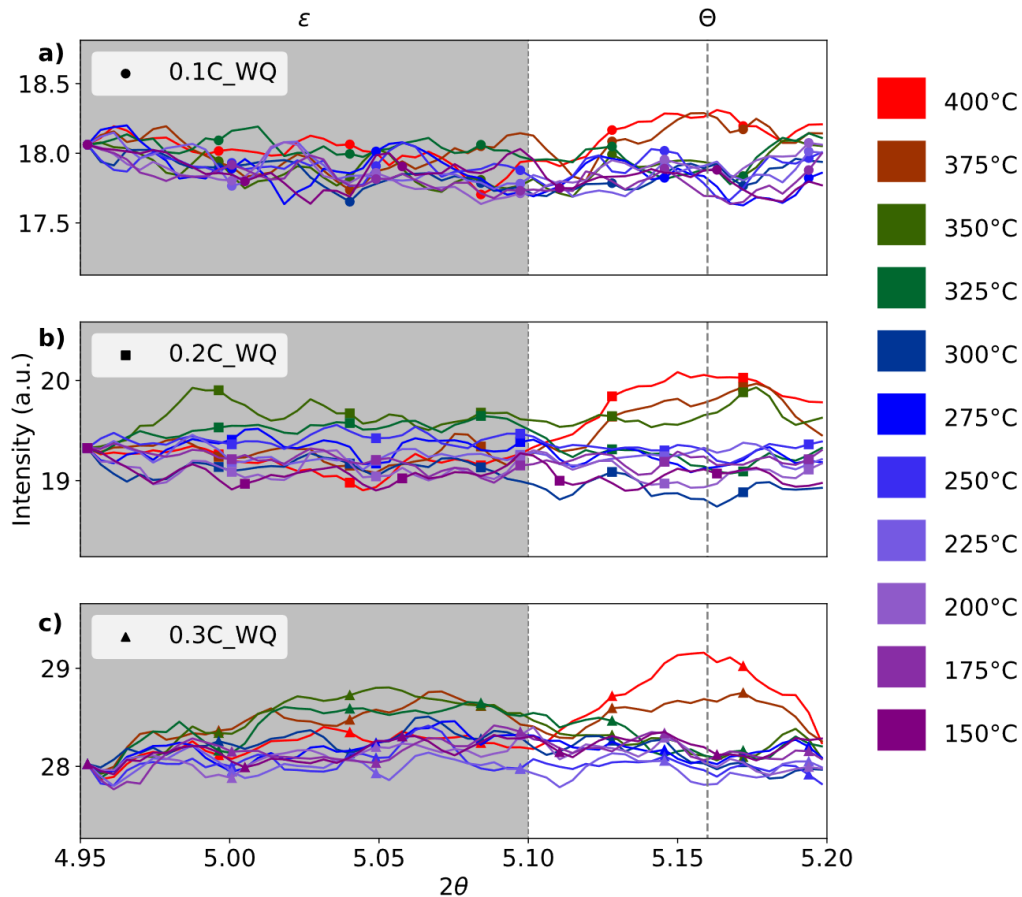 ε Θ
a)
0.1C_WQ
18.5
18.0
17.5
b)
0.2C_WQ
20
19
Intensity (a.u.)
c)
0.3C_WQ
29
28
4.95 5.00 5.05 5.10 5.15 5.20
2θ
400°C
375°C
350°C
325°C
300°C
275°C
250°C
225°C
200°C
175°C
150°C